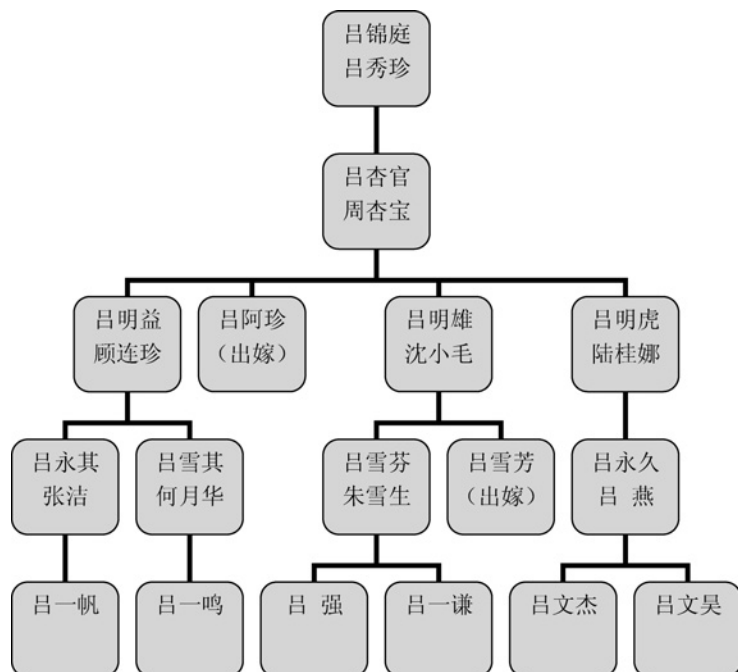 吕锦庭
吕秀珍
吕杏官
周杏宝
吕明益
顾连珍
吕阿珍
（出嫁）
吕明雄
沈小毛
吕明虎
陆桂娜
吕永其
张洁
吕雪其
何月华
吕雪芬
朱雪生
吕雪芳
（出嫁）
吕永久
吕 燕
吕一帆
吕一鸣
吕 强
吕一谦
吕文杰
吕文昊